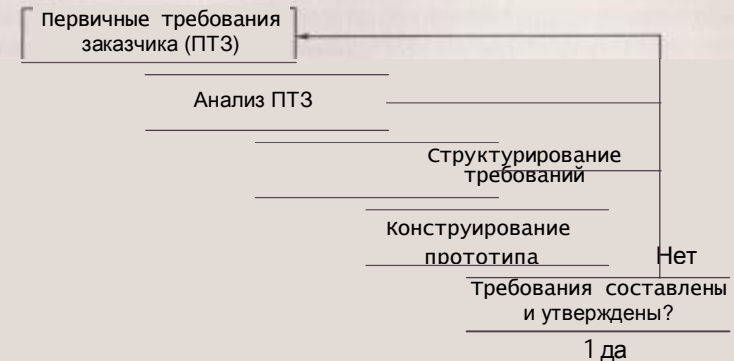 Первичные требования
заказчика (ПТЗ)
Анализ ПТЗ
Структурирование
требований
Конструирование
прототипа
Нет
Требования составлены
и утверждены?
1 да